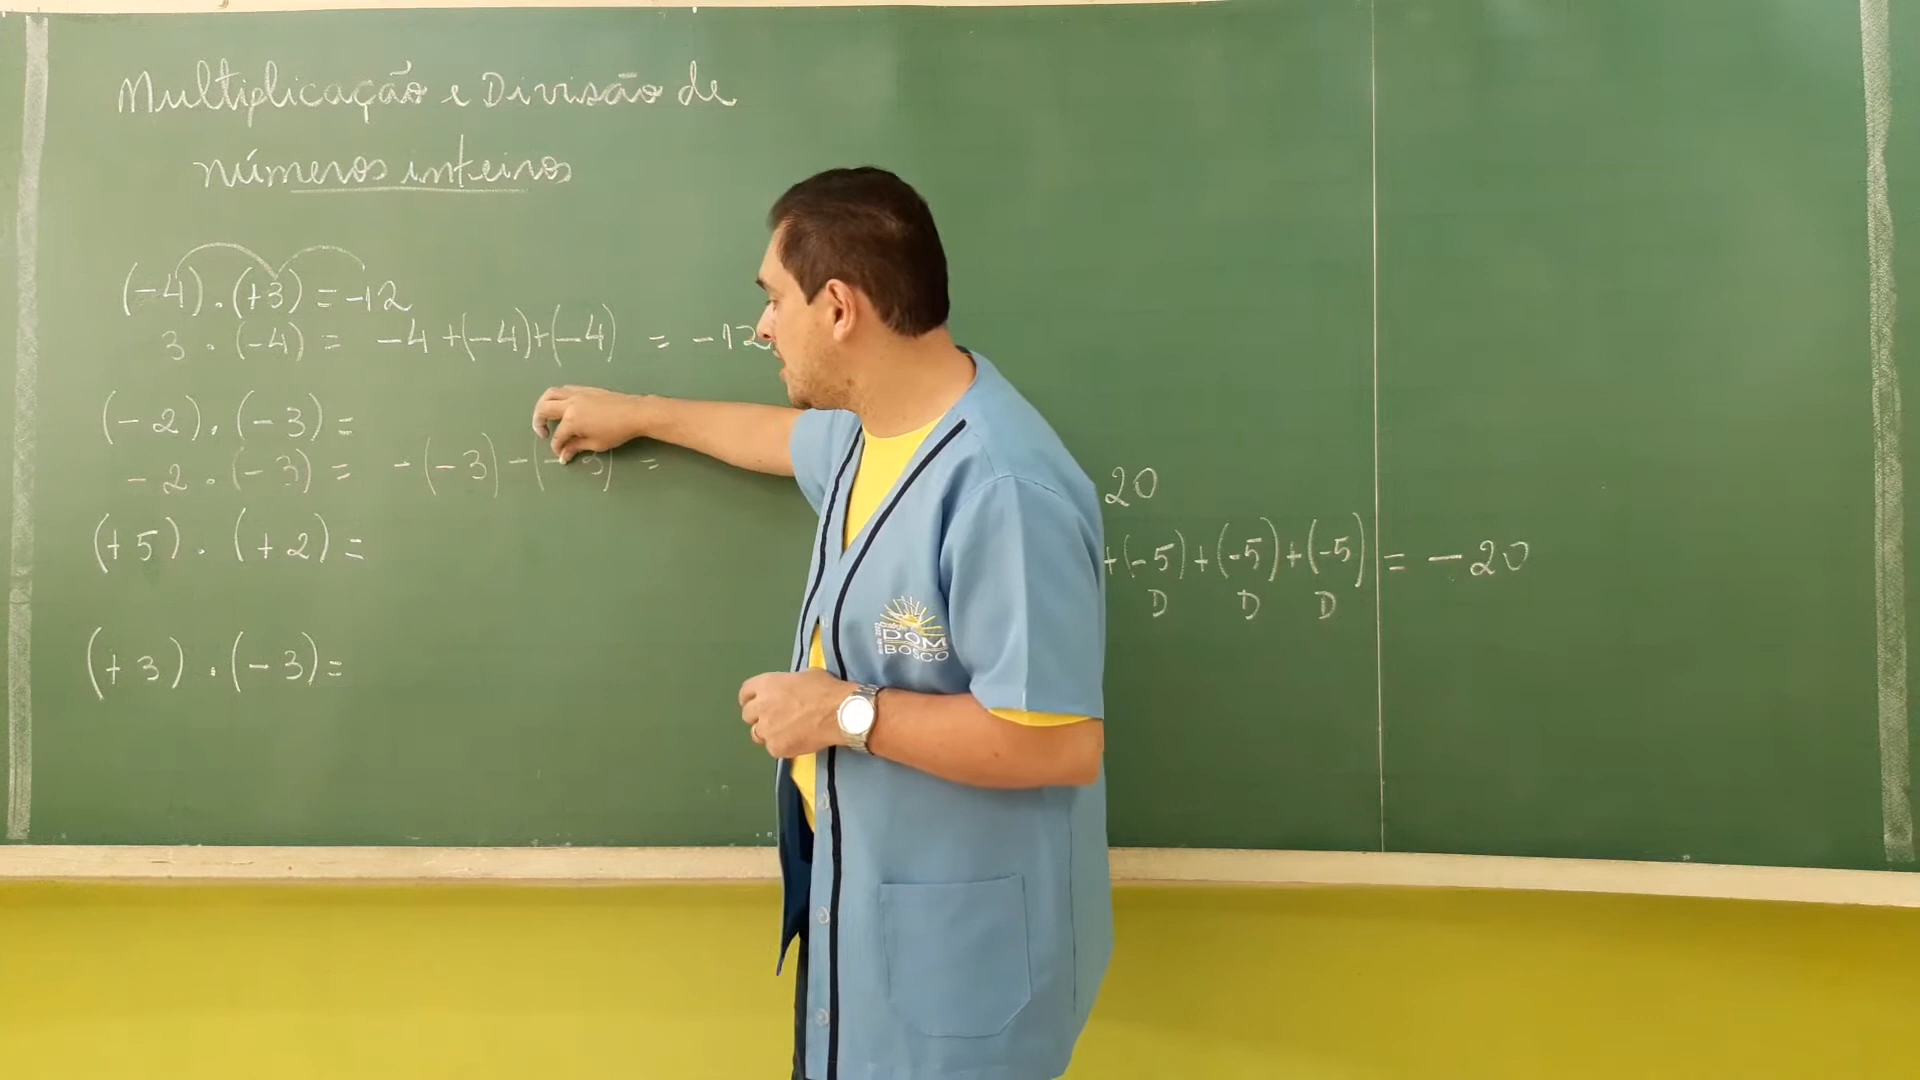 Multiplicação e Divisão de
números inteiros
(-4) . (+3) = -12
3 . (-4) = -4 +(-4)+(-4) = -12
(-2) . (-3) =
-2 . (-3) = -(-3)-(-3) =
(+5) . (+2) =
(+3) . (-3) =
20
+(-5)+(-5)+(-5) = -20
D D D
DOM
BOSCO